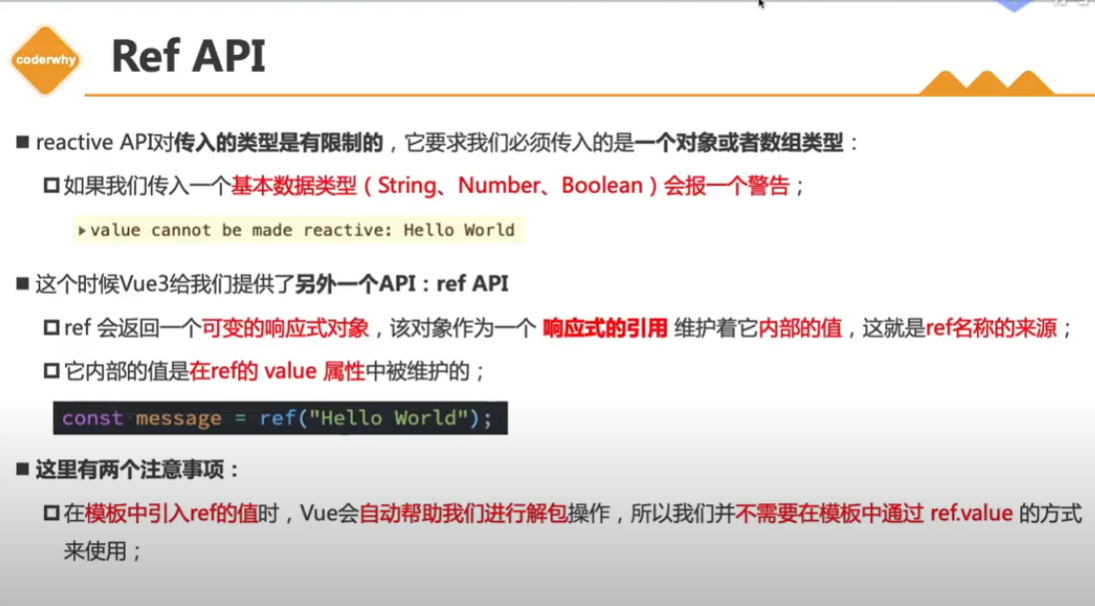 coderwhy
Ref API
■ reactive API对传入的类型是有限制的，它要求我们必须传入的是一个对象或者数组类型：
如果我们传入一个基本数据类型（String、Number、Boolean）会报一个警告；
▸value cannot be made reactive: Hello World
■ 这个时候Vue3给我们提供了另外一个API：ref API
ref 会返回一个可变的响应式对象，该对象作为一个 响应式的引用 维护着它内部的值，这就是ref名称的来源；
它内部的值是在ref的 value 属性中被维护的；
const message = ref("Hello World");
■ 这里有两个注意事项：
在模板中引入ref的值时，Vue会自动帮助我们进行解包操作，所以我们并不需要在模板中通过 ref.value 的方式
来使用；